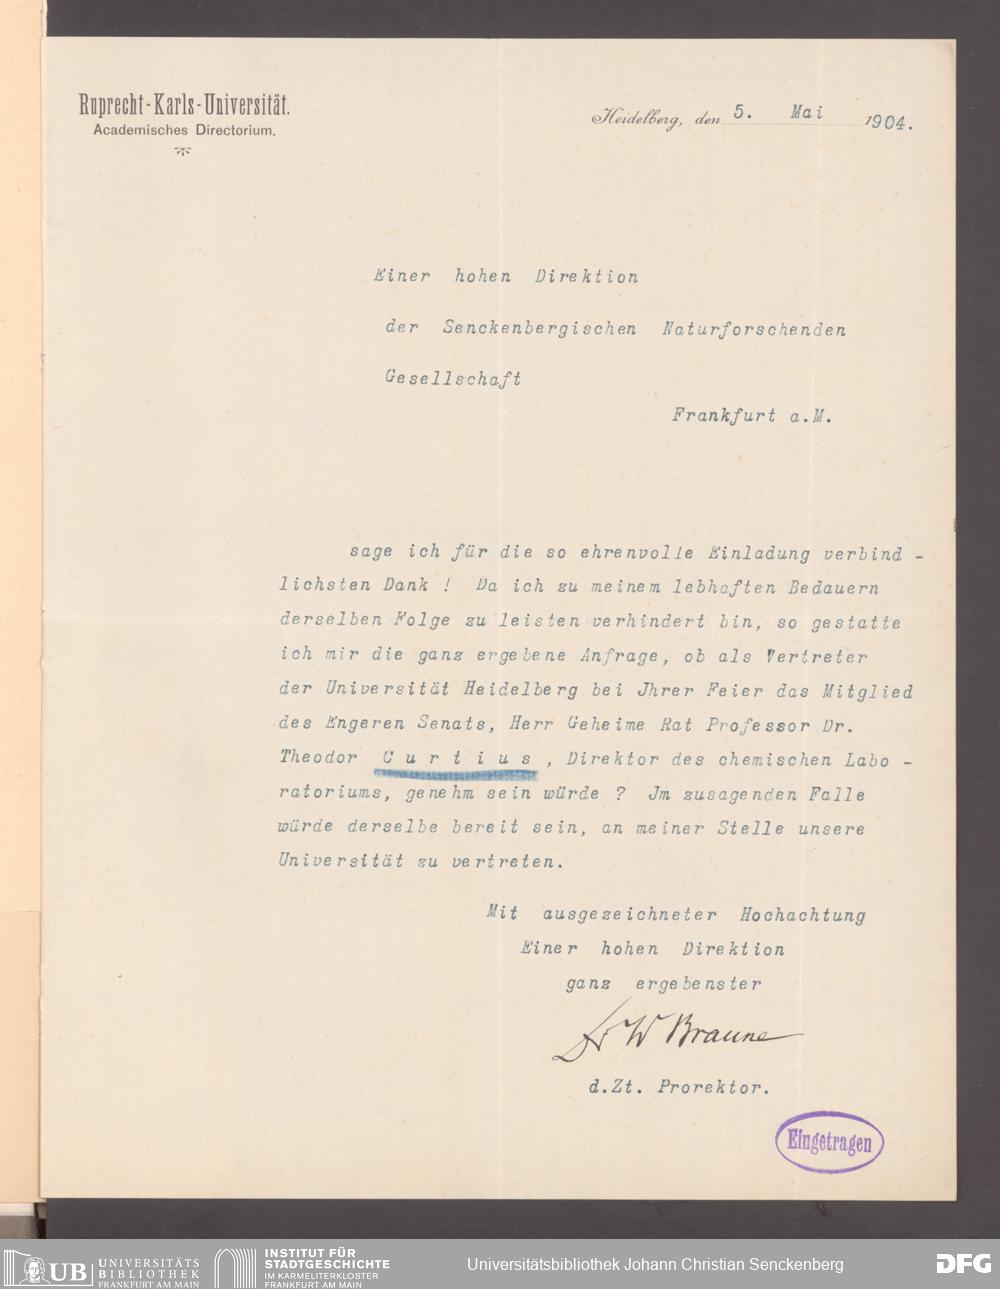 Ruprecht-Karls-Universität.
Academisches Directorium.
Heidelberg, den 5. Mai 1904.
Einer hohen Direktion
der Senckenbergischen Naturforschenden
Gesellschaft
Frankfurt a.M.
sage ich für die so ehrenvolle Einladung verbind -
lichsten Dank ! Da ich zu meinem lebhaften Bedauern
derselben Folge zu leisten verhindert bin, so gestatte
ich mir die ganz ergebene Anfrage, ob als Vertreter
der Universität Heidelberg bei Jhrer Feier das Mitglied
des Engeren Senats, Herr Geheime Rat Professor Dr.
Theodor C u r t i u s , Direktor des chemischen Labo -
ratoriums, genehm sein würde ? Jm zusagenden Falle
würde derselbe bereit sein, an meiner Stelle unsere
Universität zu vertreten.
Mit ausgezeichneter Hochachtung
Einer hohen Direktion
ganz ergebenster
Dr W Braune
d.Zt. Prorektor.
Eingetragen
UB UNIVERSITÄTS
BIBLIOTHEK
FRANKFURT AM MAIN
INSTITUT FÜR
STADTGESCHICHTE
IM KARMELITERKLOSTER
FRANKFURT AM MAIN
Universitätsbibliothek Johann Christian Senckenberg
DFG